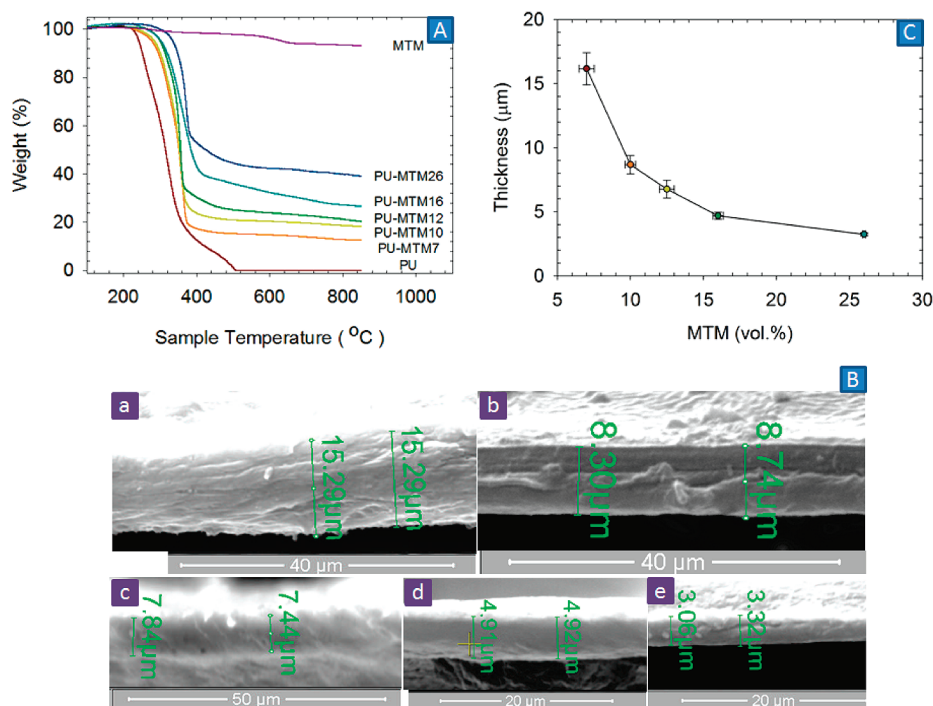 A
100
80
60
40
20
0
Weight (%)
MTM
PU-MTM26
PU-MTM16
PU-MTM12
PU-MTM10
PU-MTM7
PU
200 400 600 800 1000
Sample Temperature ( ᴼC )
C
20
15
10
5
0
Thickness (µm)
5 10 15 20 25 30
MTM (vol.%)
B
a
15.29µm
15.29µm
40 µm
b
8.30µm
8.74µm
40 µm
c
7.84µm
7.44µm
50 µm
d
4.91µm
4.92µm
20 µm
e
3.06µm
3.32µm
20 µm